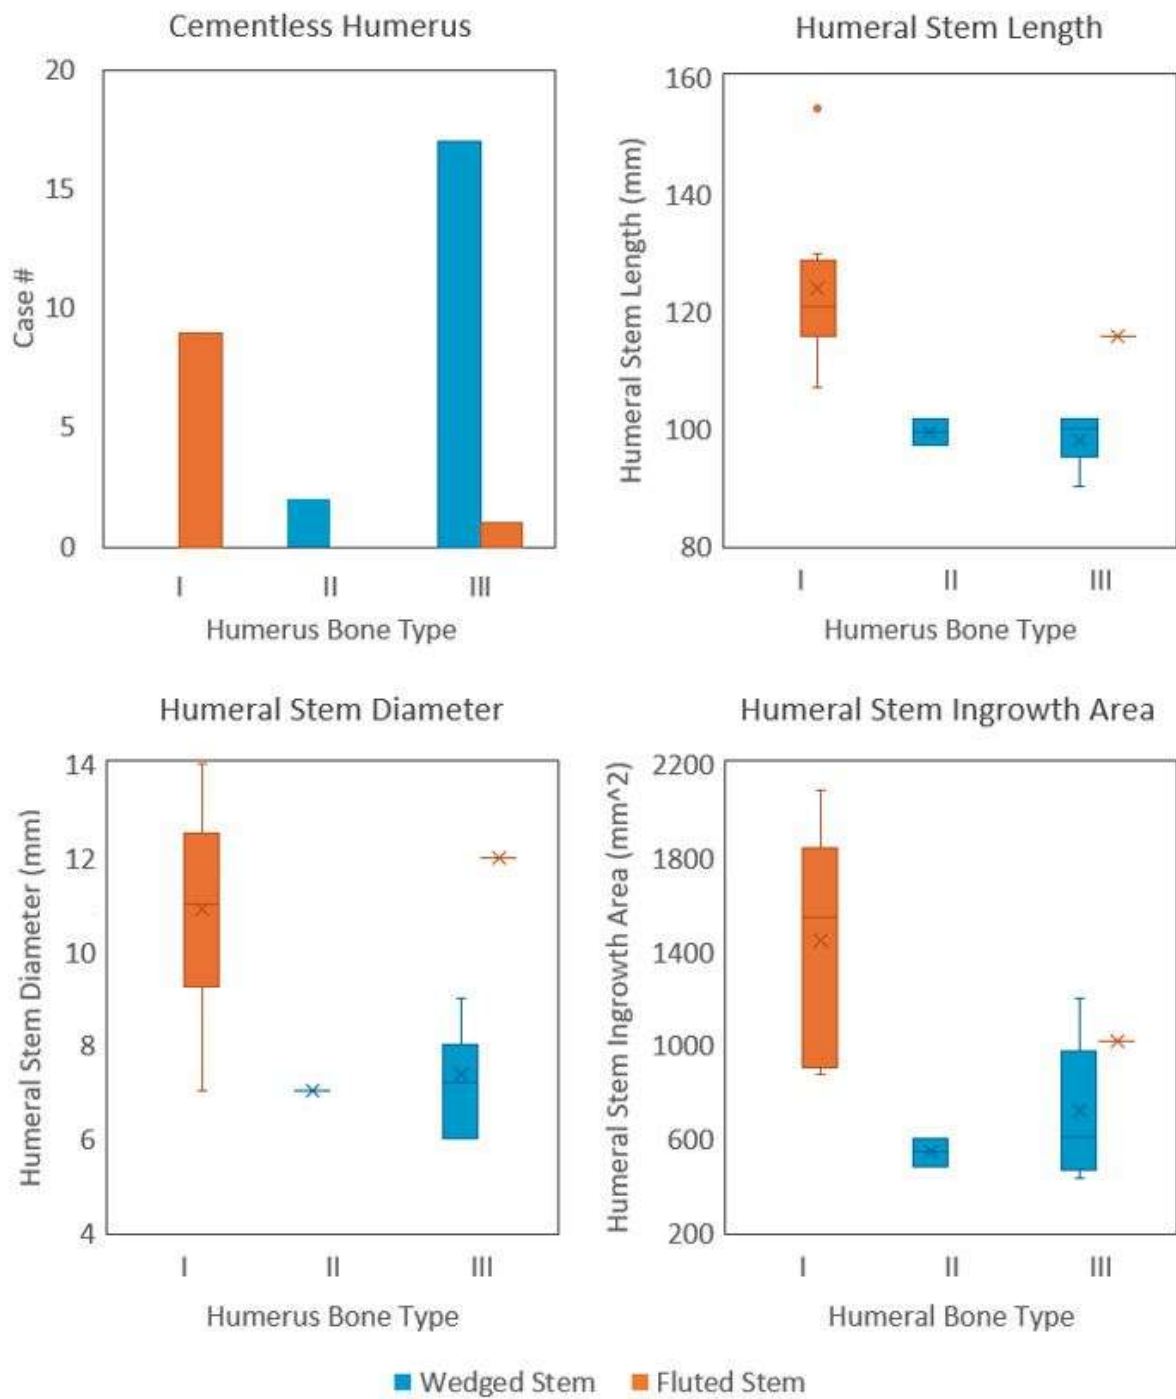 Cementless Humerus
20
15
10
5
0
Case #
I II III
Humerus Bone Type
Humeral Stem Length
160
140
120
100
80
Humeral Stem Length (mm)
I II III
Humerus Bone Type
Humeral Stem Diameter
14
12
10
8
6
4
Humeral Stem Diameter (mm)
I II III
Humerus Bone Type
Humeral Stem Ingrowth Area
2200
1800
1400
1000
600
200
Humeral Stem Ingrowth Area (mm^2)
I II III
Humeral Bone Type
Wedged Stem Fluted Stem